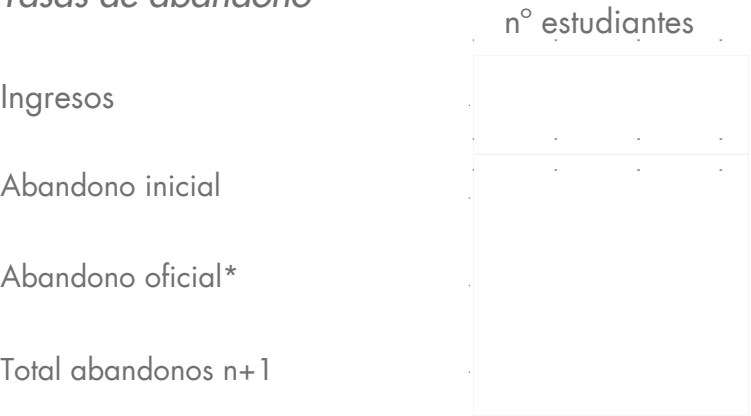 Tasas de abandono
nº estudiantes
Ingresos
Abandono inicial
Abandono oficial*
Total abandonos n+1